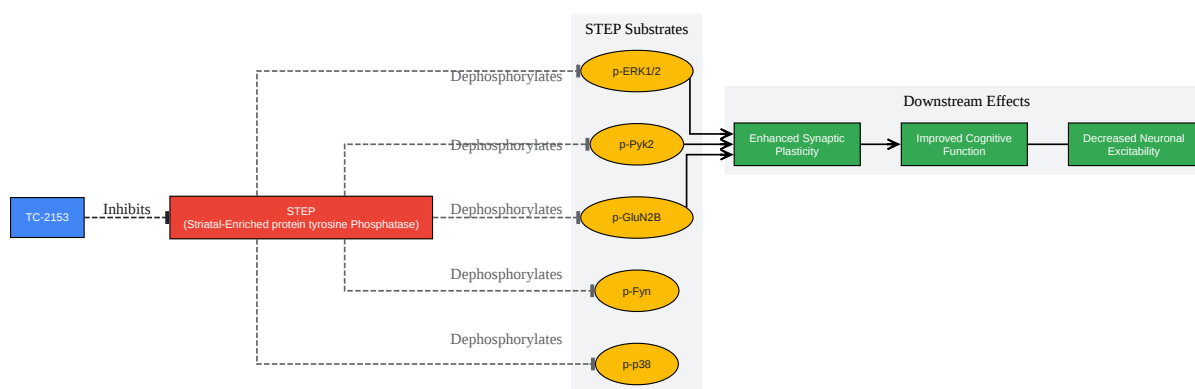 STEP Substrates
Dephosphorylates
p-ERK1/2
Downstream Effects
Dephosphorylates
p-Pyk2
Enhanced Synaptic
Plasticity
Improved Cognitive
Function
Decreased Neuronal
Excitability
TC-2153
Inhibits
STEP
(Striatal-Enriched protein tyrosine Phosphatase)
Dephosphorylates
p-GluN2B
Dephosphorylates
p-Fyn
Dephosphorylates
p-p38